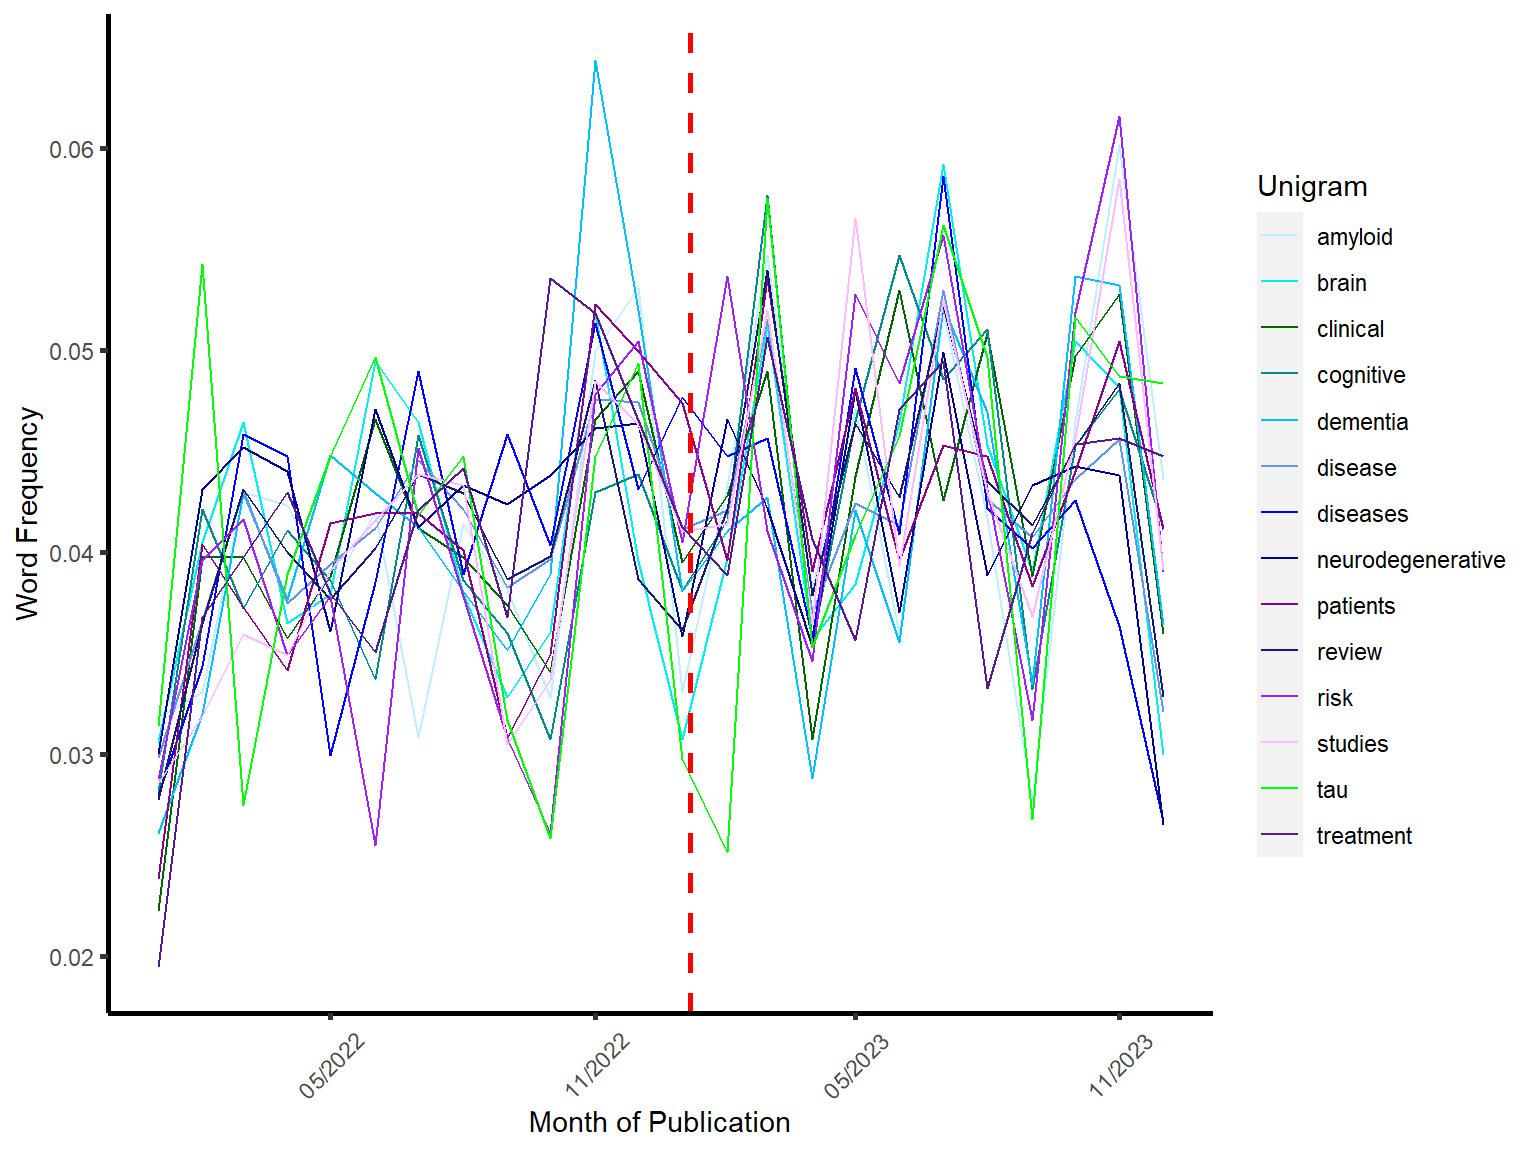 Word Frequency
0.06
0.05
0.04
0.03
0.02
05/2022
11/2022
05/2023
11/2023
Month of Publication
Unigram
amyloid
brain
clinical
cognitive
dementia
disease
diseases
neurodegenerative
patients
review
risk
studies
tau
treatment